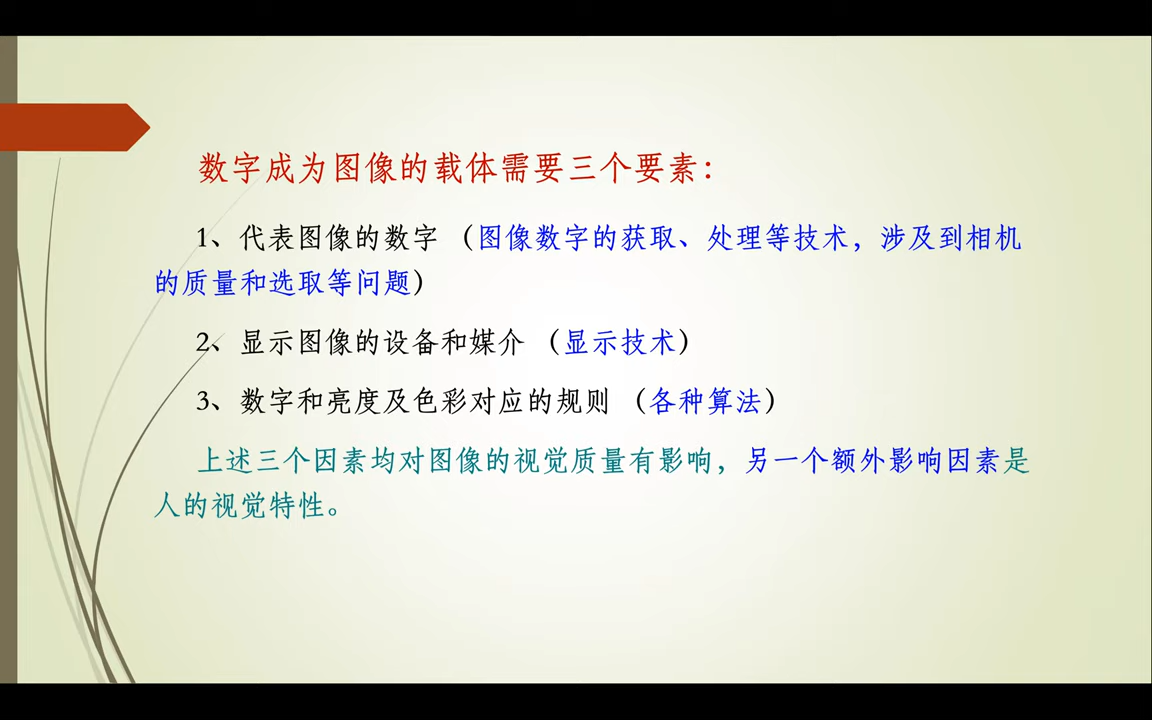 数字成为图像的载体需要三个要素：
1、代表图像的数字 （图像数字的获取、处理等技术，涉及到相机
的质量和选取等问题）
2、显示图像的设备和媒介 （显示技术）
3、数字和亮度及色彩对应的规则 （各种算法）
上述三个因素均对图像的视觉质量有影响，另一个额外影响因素是
人的视觉特性。